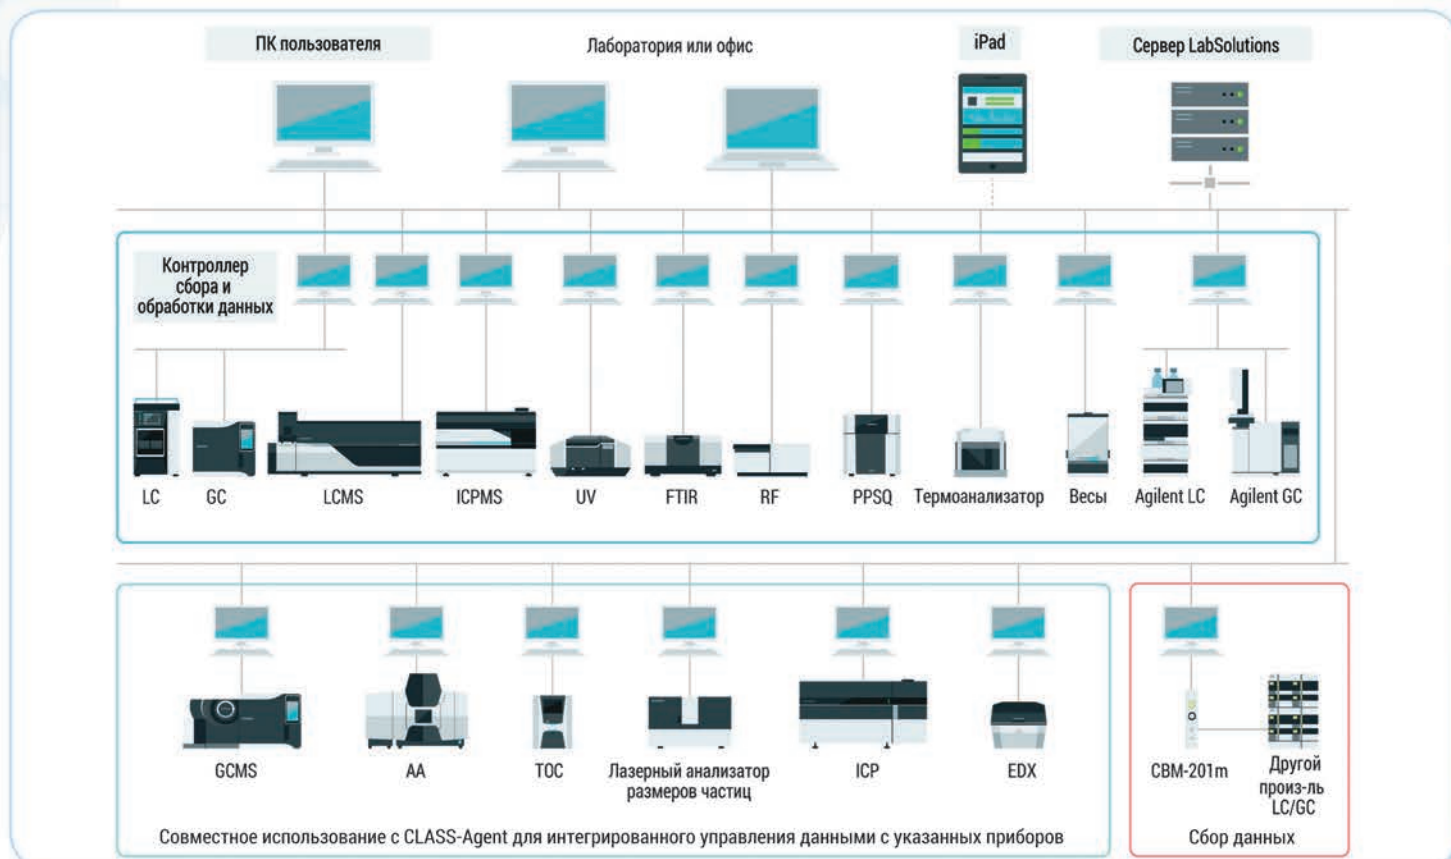 ПК пользователя
Лаборатория или офис
iPad
Сервер LabSolutions
Контроллер
сбора и
обработки данных
LC
GC
LCMS
ICPMS
UV
FTIR
RF
PPSQ
Термоанализатор
Весы
Agilent LC
Agilent GC
GCMS
AA
TOC
Лазерный анализатор
размеров частиц
ICP
EDX
CBM-201m
Другой
произ-ль
LC/GC
Совместное использование с CLASS-Agent для интегрированного управления данными с указанных приборов
Сбор данных